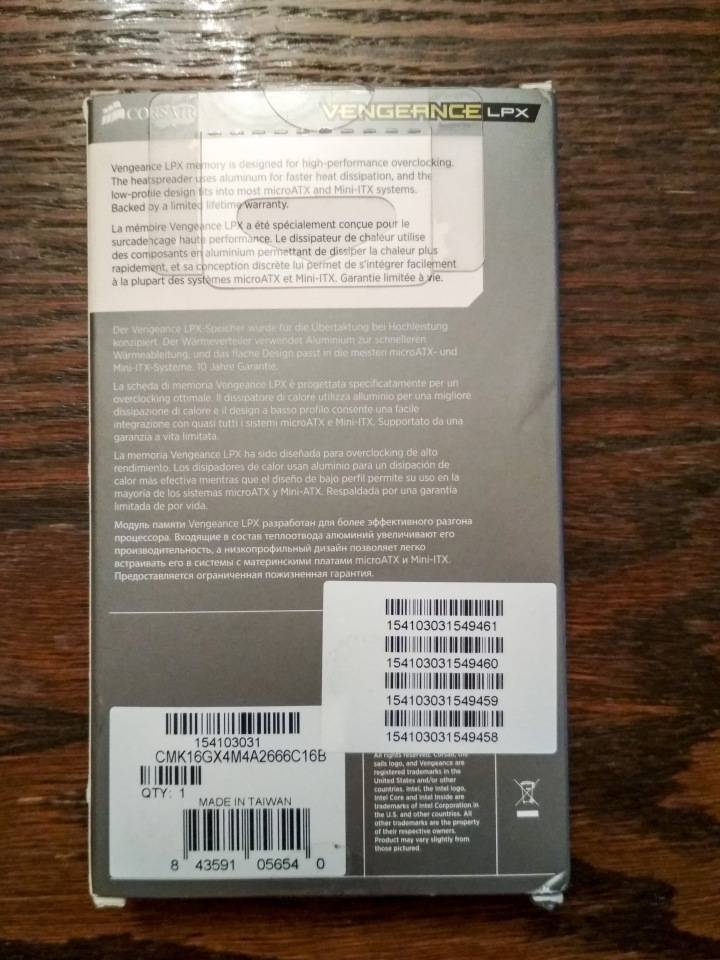 CORSAIR
VENGEANCE LPX
Vengeance LPX memory is designed for high-performance overclocking.
The heatspreader uses aluminum for faster heat dissipation, and the
low-profile design fits into most microATX and Mini-ITX systems.
Backed by a limited lifetime warranty.
La mémoire Vengeance LPX a été spécialement conçue pour le
surcadençage haute performance. Le dissipateur de chaleur utilise
des composants en aluminium permettant de dissiper la chaleur plus
rapidement, et sa conception discrète lui permet de s'intégrer facilement
à la plupart des systèmes microATX et Mini-ITX. Garantie limitée à vie.
Der Vengeance LPX-Speicher wurde für die Übertaktung bei Hochleistung
konzipiert. Der Wärmeverteiler verwendet Aluminium zur schnelleren
Wärmeableitung, und das flache Design passt in die meisten microATX- und
Mini-ITX-Systeme. 10 Jahre Garantie.
La scheda di memoria Vengeance LPX è progettata specificatamente per un
overclocking ottimale. Il dissipatore di calore utilizza alluminio per una migliore
dissipazione di calore e il design a basso profilo consente una facile
integrazione con quasi tutti i sistemi microATX e Mini-ITX. Supportato da una
garanzia a vita limitata.
La memoria Vengeance LPX ha sido diseñada para overclocking de alto
rendimiento. Los disipadores de calor usan aluminio para un disipación de
calor más efectiva mientras que el diseño de bajo perfil permite su uso en la
mayoría de los sistemas microATX y Mini-ATX. Respaldada por una garantía
limitada de por vida.
Модуль памяти Vengeance LPX разработан для более эффективного разгона
процессора. Входящие в состав теплоотвода алюминий увеличивают его
производительность, а низкопрофильный дизайн позволяет легко
встраивать его в системы с материнскими платами microATX и Mini-ITX.
Предоставляется ограниченная пожизненная гарантия.
154103031549461
154103031549460
154103031549459
154103031549458
154103031
CMK16GX4M4A2666C16B
QTY: 1
MADE IN TAIWAN
8 43591 05654 0
All rights reserved. Corsair, the
sails logo, and Vengeance are
registered trademarks in the
United States and/or other
countries. Intel, the Intel logo,
Intel Core and Intel Inside are
trademarks of Intel Corporation in
the U.S. and other countries. All
other trademarks are the property
of their respective owners.
Product may vary slightly from
those pictured.